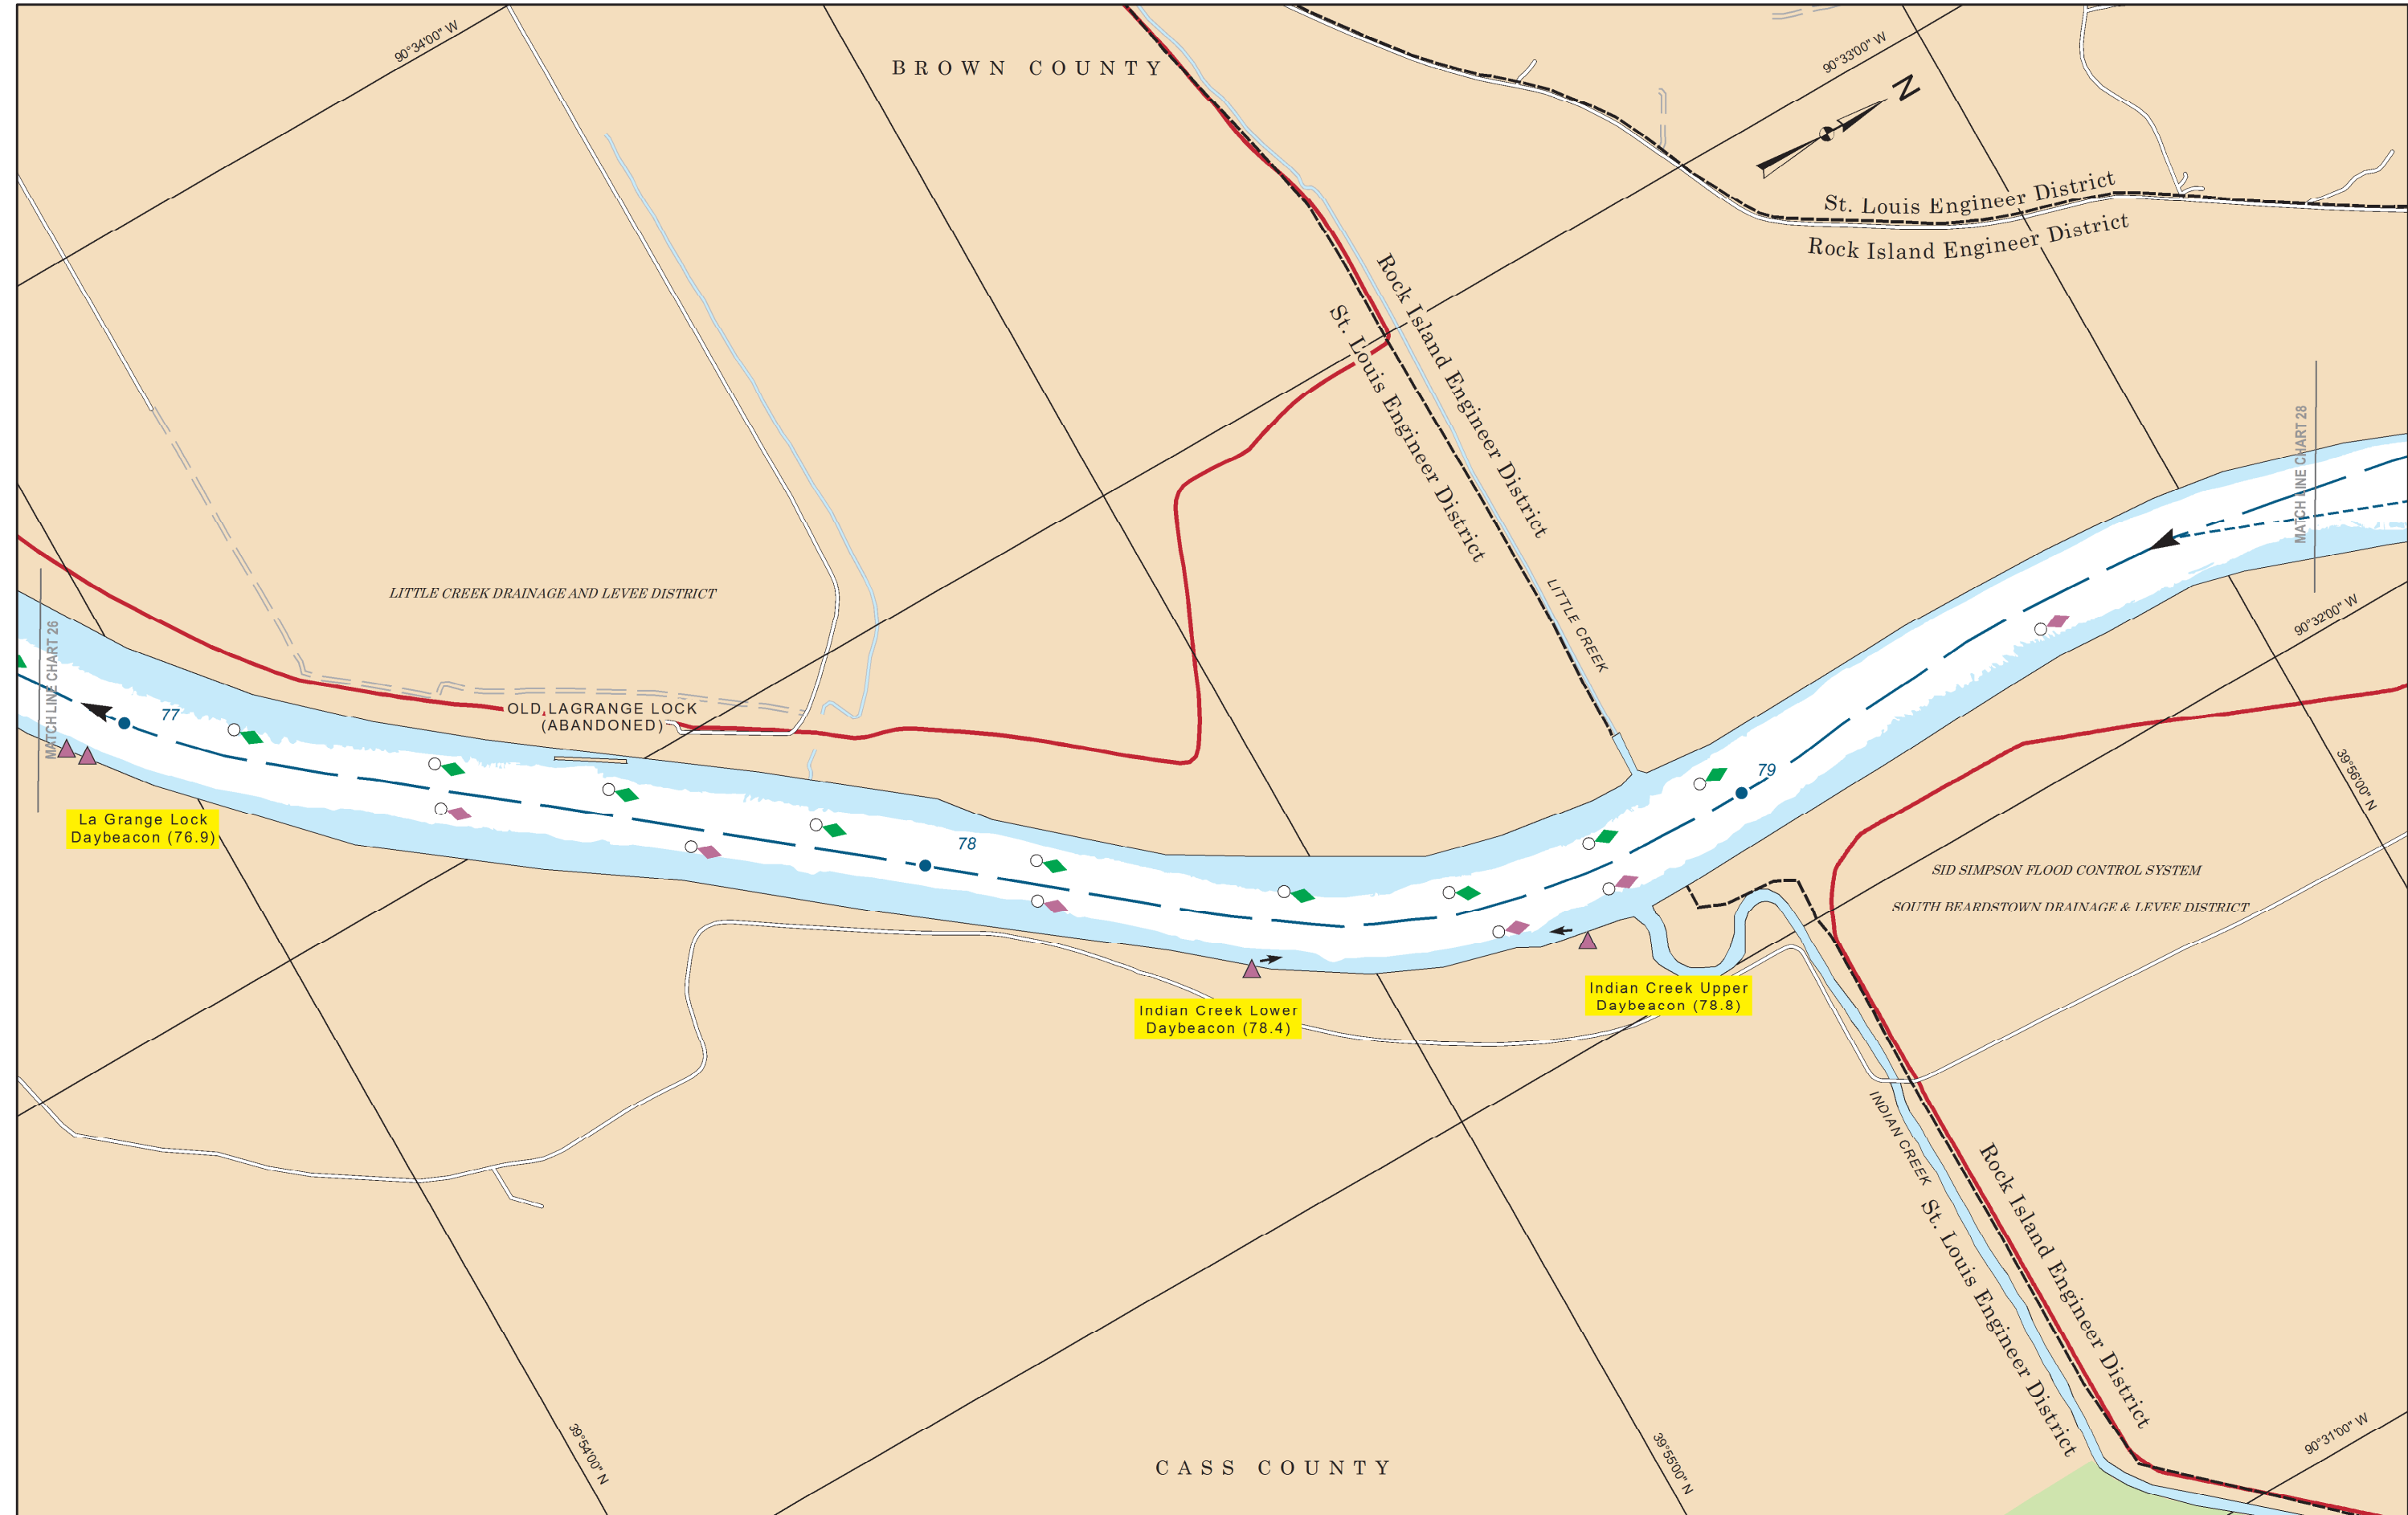 90°34'00" W
BROWN COUNTY
90°33'00" W
N
St. Louis Engineer District
Rock Island Engineer District
Rock Island Engineer District
St. Louis Engineer District
MATCH LINE CHART 28
LITTLE CREEK DRAINAGE AND LEVEE DISTRICT
LITTLE CREEK
90°32'00" W
MATCH LINE CHART 26
77
OLD LAGRANGE LOCK
(ABANDONED)
79
39°56'00" N
La Grange Lock
Daybeacon (76.9)
78
SID SIMPSON FLOOD CONTROL SYSTEM
SOUTH BEARDSTOWN DRAINAGE & LEVEE DISTRICT
Indian Creek Upper
Daybeacon (78.8)
Indian Creek Lower
Daybeacon (78.4)
INDIAN CREEK
Rock Island Engineer District
St. Louis Engineer District
39°54'00" N
CASS COUNTY
39°55'00" N
90°31'00" W